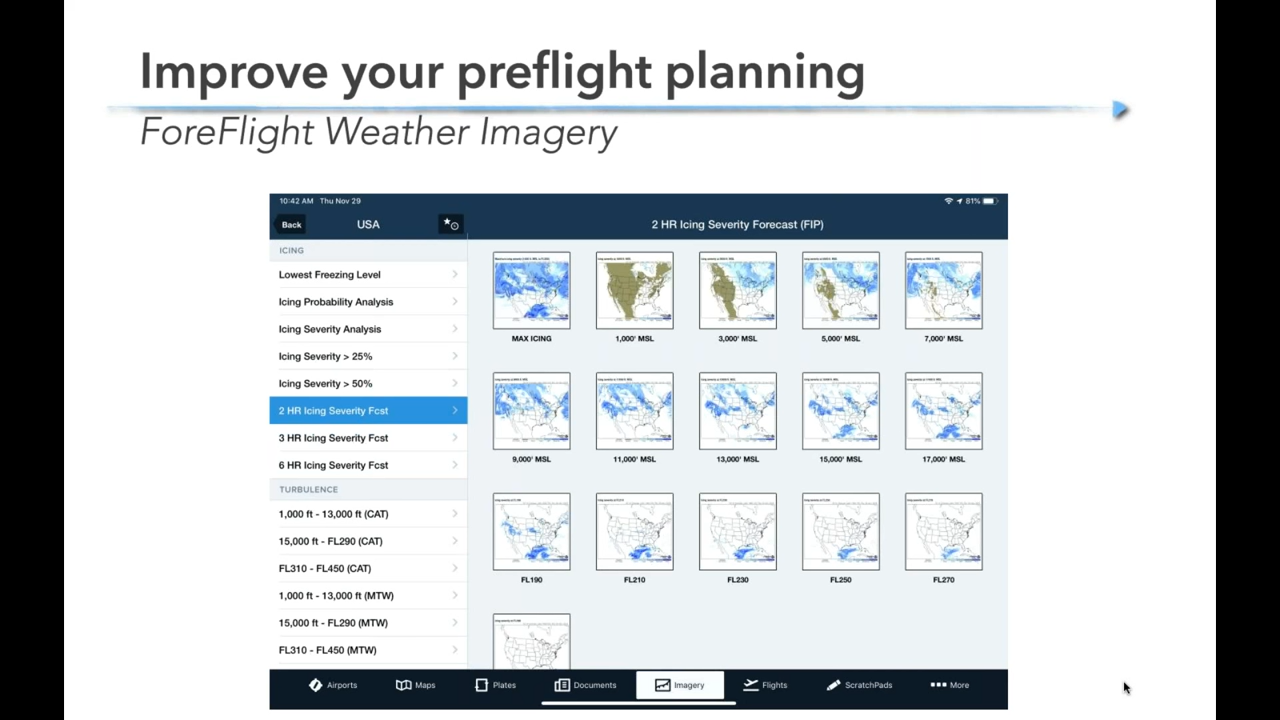 Improve your preflight planning
ForeFlight Weather Imagery
10:42 AM Thu Nov 29
81%
Back
USA
2 HR Icing Severity Forecast (FIP)
ICING
Lowest Freezing Level
Icing Probability Analysis
Icing Severity Analysis
Icing Severity > 25%
Icing Severity > 50%
2 HR Icing Severity Fcst
3 HR Icing Severity Fcst
6 HR Icing Severity Fcst
TURBULENCE
1,000 ft - 13,000 ft (CAT)
15,000 ft - FL290 (CAT)
FL310 - FL450 (CAT)
1,000 ft - 13,000 ft (MTW)
15,000 ft - FL290 (MTW)
FL310 - FL450 (MTW)
MAX ICING
1,000' MSL
3,000' MSL
5,000' MSL
7,000' MSL
9,000' MSL
11,000' MSL
13,000' MSL
15,000' MSL
17,000' MSL
FL190
FL210
FL230
FL250
FL270
Airports
Maps
Plates
Documents
Imagery
Flights
ScratchPads
More